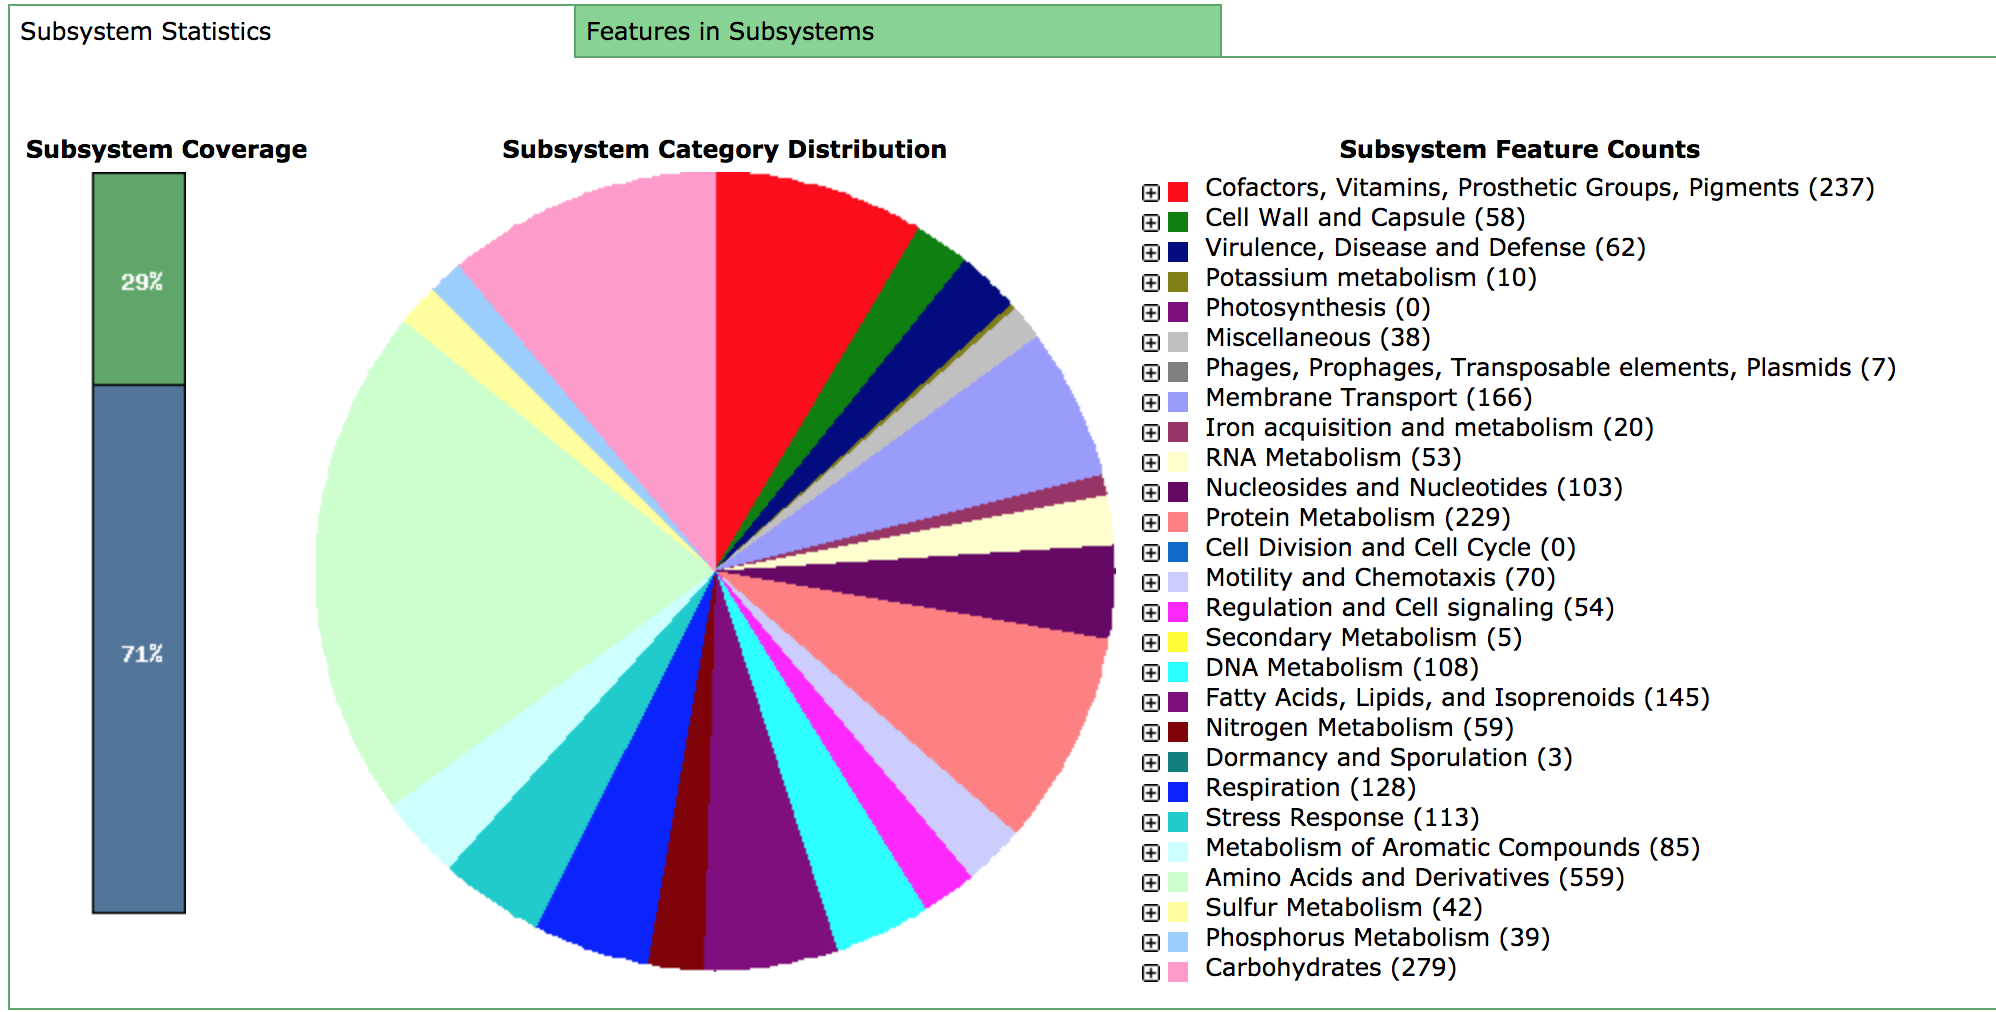 Subsystem Statistics
Features in Subsystems
Subsystem Coverage
29%
71%
Subsystem Category Distribution
Subsystem Feature Counts
Cofactors, Vitamins, Prosthetic Groups, Pigments (237)
Cell Wall and Capsule (58)
Virulence, Disease and Defense (62)
Potassium metabolism (10)
Photosynthesis (0)
Miscellaneous (38)
Phages, Prophages, Transposable elements, Plasmids (7)
Membrane Transport (166)
Iron acquisition and metabolism (20)
RNA Metabolism (53)
Nucleosides and Nucleotides (103)
Protein Metabolism (229)
Cell Division and Cell Cycle (0)
Motility and Chemotaxis (70)
Regulation and Cell signaling (54)
Secondary Metabolism (5)
DNA Metabolism (108)
Fatty Acids, Lipids, and Isoprenoids (145)
Nitrogen Metabolism (59)
Dormancy and Sporulation (3)
Respiration (128)
Stress Response (113)
Metabolism of Aromatic Compounds (85)
Amino Acids and Derivatives (559)
Sulfur Metabolism (42)
Phosphorus Metabolism (39)
Carbohydrates (279)